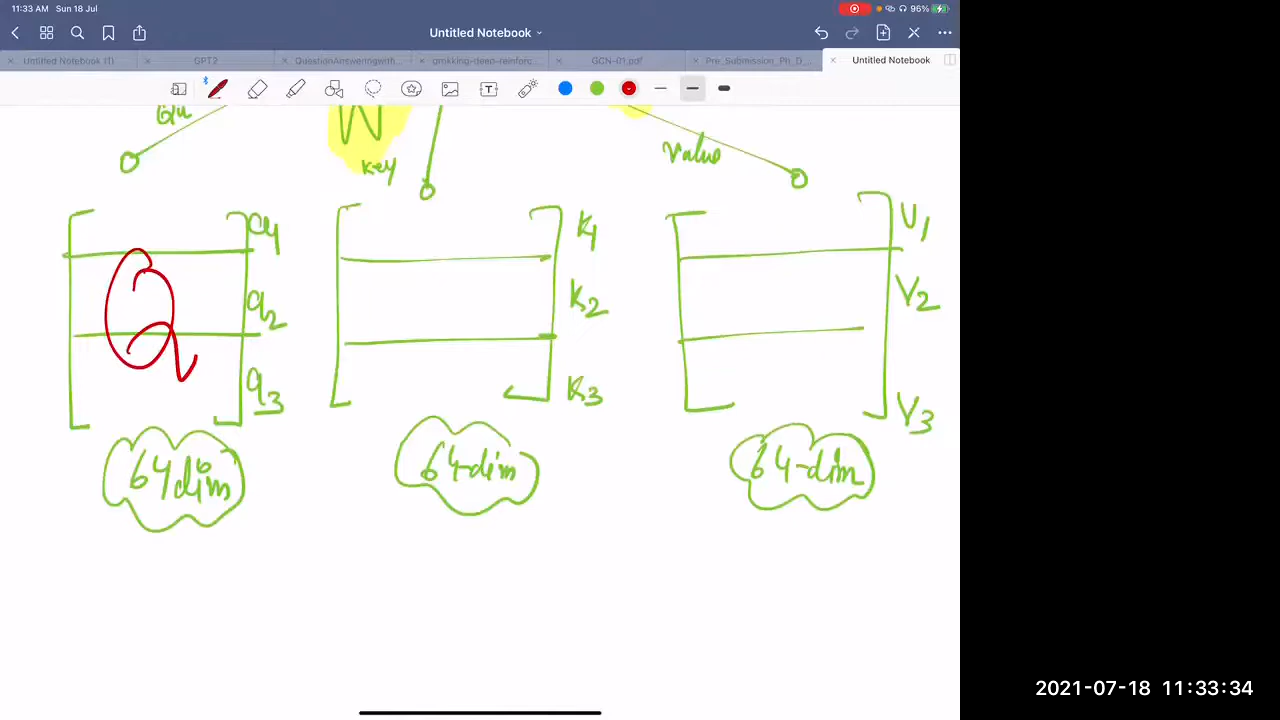 11:33 AM Sun 18 Jul
96%
Untitled Notebook
Untitled Notebook (1)
GPT2
QuestionAnsweringwith...
grokking-deep-reinforc...
GCN-01.pdf
Pre_Submission_Ph_D...
Untitled Notebook
key
value
q1
K1
V1
Q
q2
K2
V2
q3
K3
V3
64 dim
64-dim
64-dim
2021-07-18 11:33:34